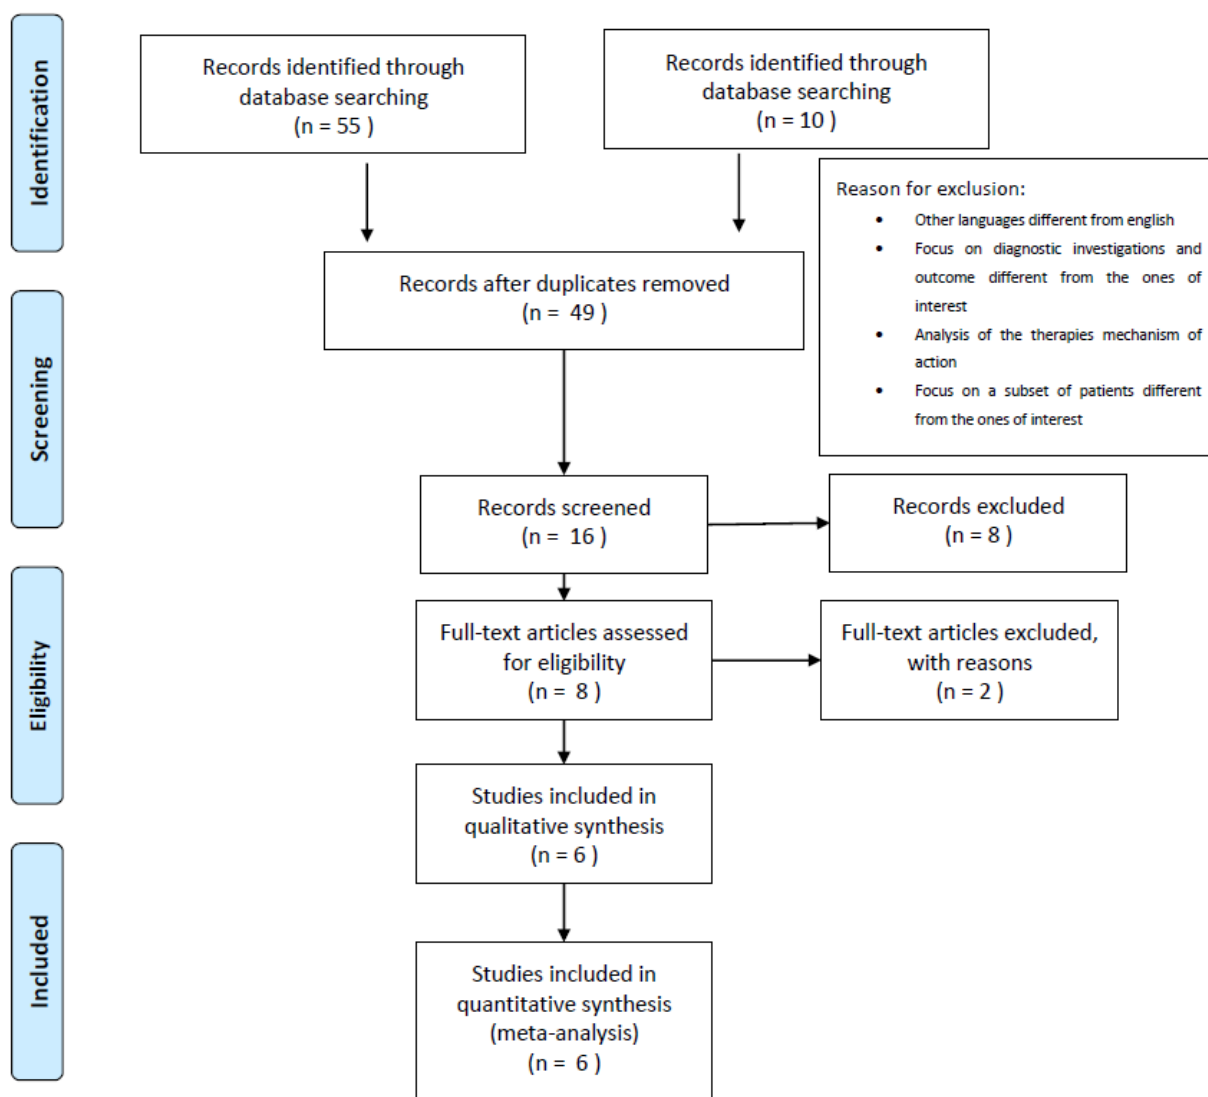 Identification
Records identified through
database searching
(n = 55 )
Records identified through
database searching
(n = 10 )
Reason for exclusion:
• Other languages different from english
• Focus on diagnostic investigations and
outcome different from the ones of
interest
• Analysis of the therapies mechanism of
action
• Focus on a subset of patients different
from the ones of interest
Records after duplicates removed
(n = 49 )
Screening
Records screened
(n = 16 )
Records excluded
(n = 8 )
Eligibility
Full-text articles assessed
for eligibility
(n = 8 )
Full-text articles excluded,
with reasons
(n = 2 )
Studies included in
qualitative synthesis
(n = 6 )
Included
Studies included in
quantitative synthesis
(meta-analysis)
(n = 6 )